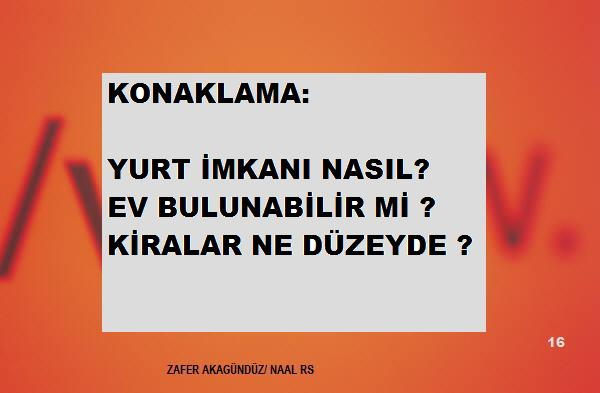 KONAKLAMA:
YURT İMKANI NASIL?
EV BULUNABİLİR Mİ ?
KİRALAR NE DÜZEYDE ?
16
ZAFER AKAGÜNDÜZ/ NAAL RS